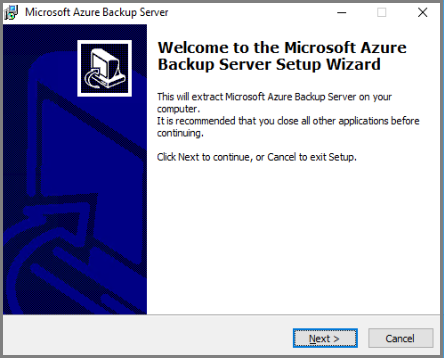 Microsoft Azure Backup Server
Welcome to the Microsoft Azure
Backup Server Setup Wizard
This will extract Microsoft Azure Backup Server on your
computer.
It is recommended that you close all other applications before
continuing.
Click Next to continue, or Cancel to exit Setup.
Next >
Cancel